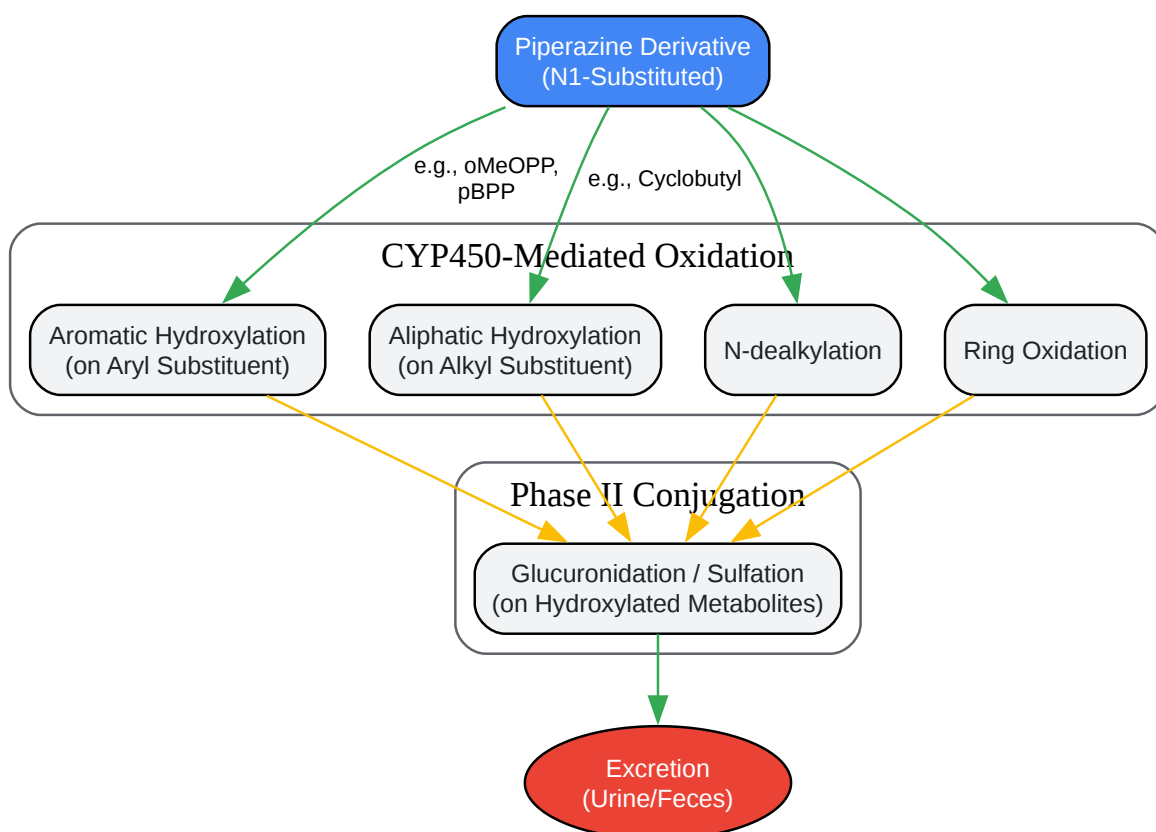 Piperazine Derivative
(N1-Substituted)
e.g., oMeOPP,
pBPP
e.g., Cyclobutyl
CYP450-Mediated Oxidation
Aromatic Hydroxylation
(on Aryl Substituent)
Aliphatic Hydroxylation
(on Alkyl Substituent)
N-dealkylation
Ring Oxidation
Phase II Conjugation
Glucuronidation / Sulfation
(on Hydroxylated Metabolites)
Excretion
(Urine/Feces)